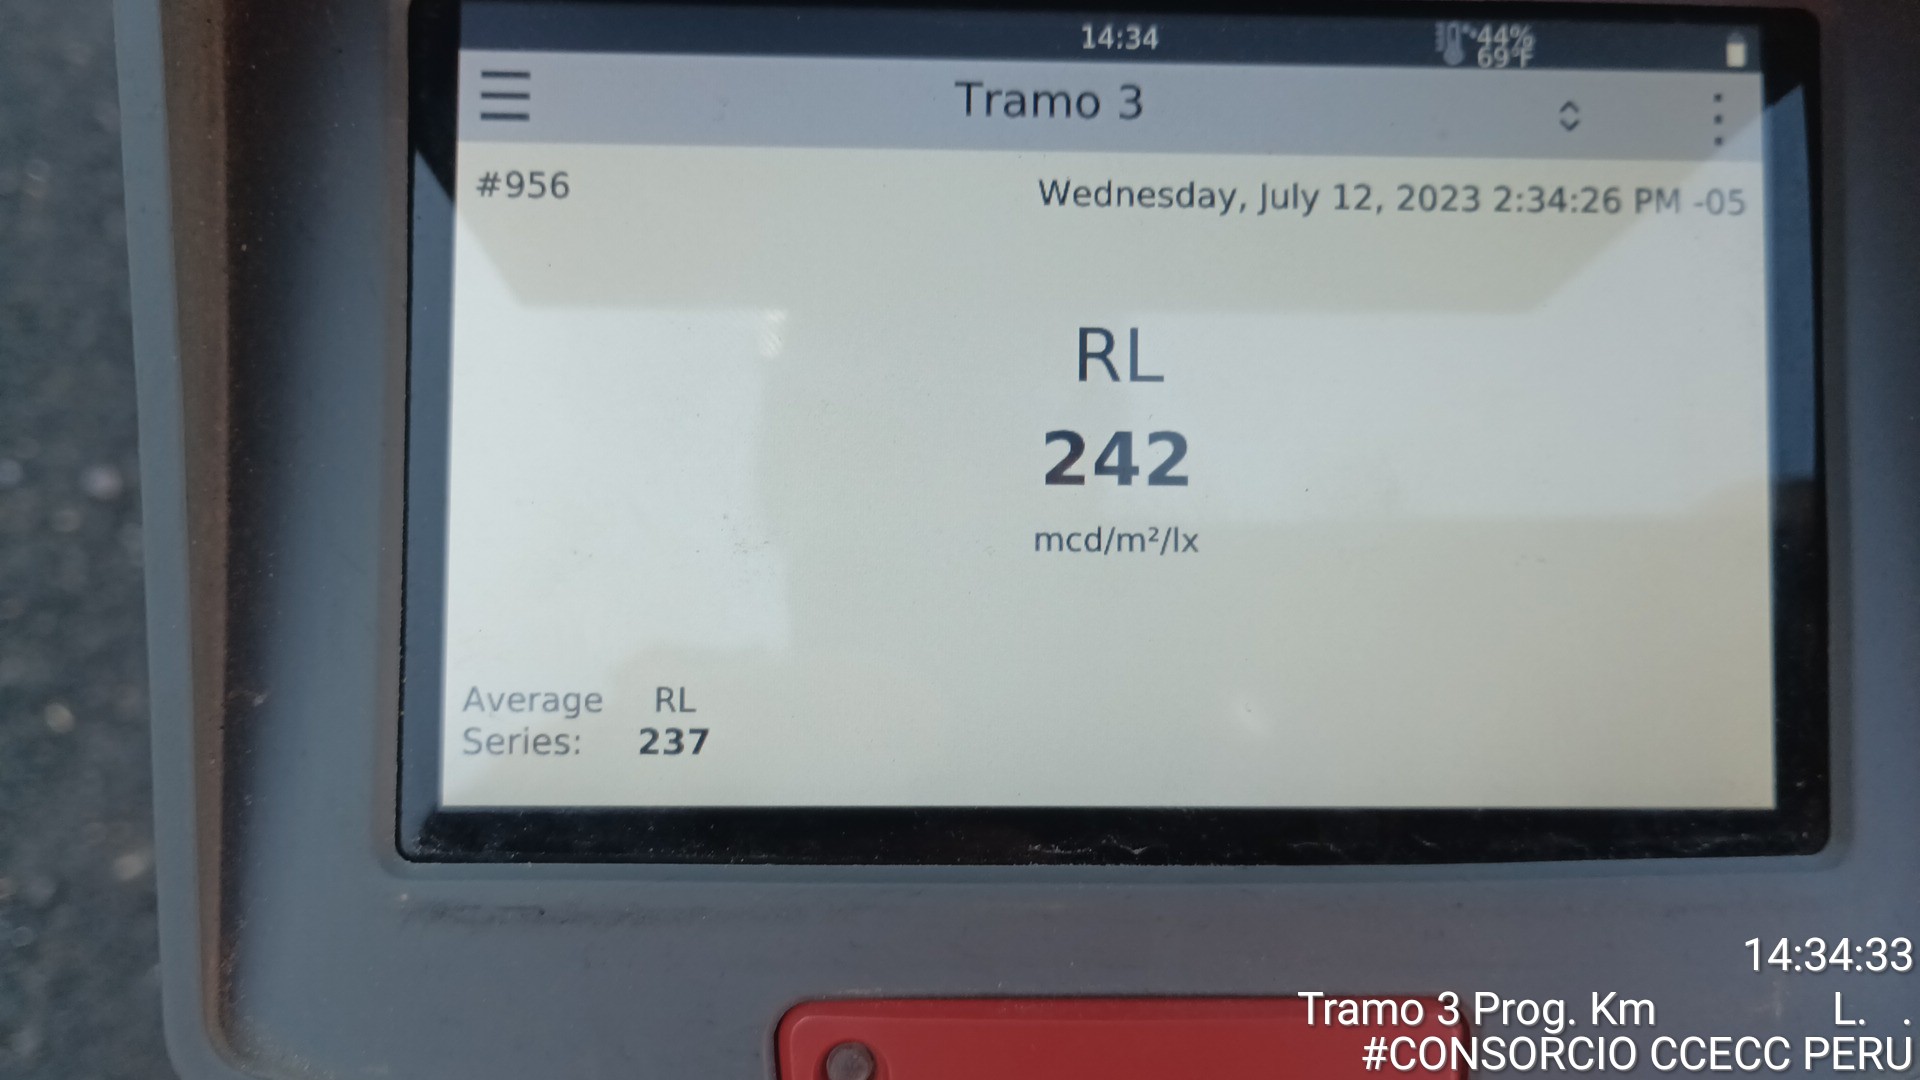 14:34
44%
69°F
Tramo 3
#956
Wednesday, July 12, 2023 2:34:26 PM -05
RL
242
mcd/m²/lx
Average RL
Series: 237
14:34:33
Tramo 3 Prog. Km L. .
#CONSORCIO CCECC PERU